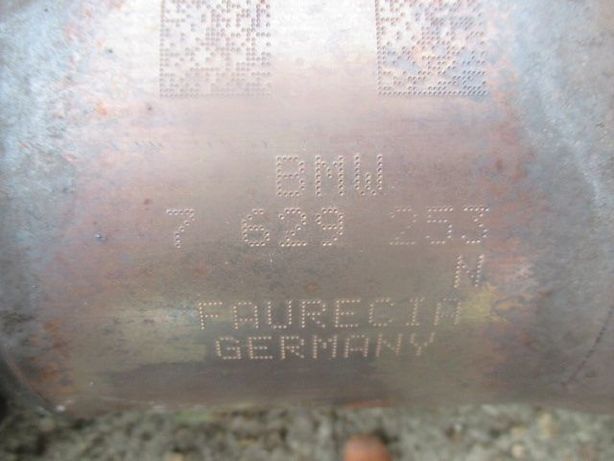 BMW
7 629 253
N
FAURECIA
GERMANY